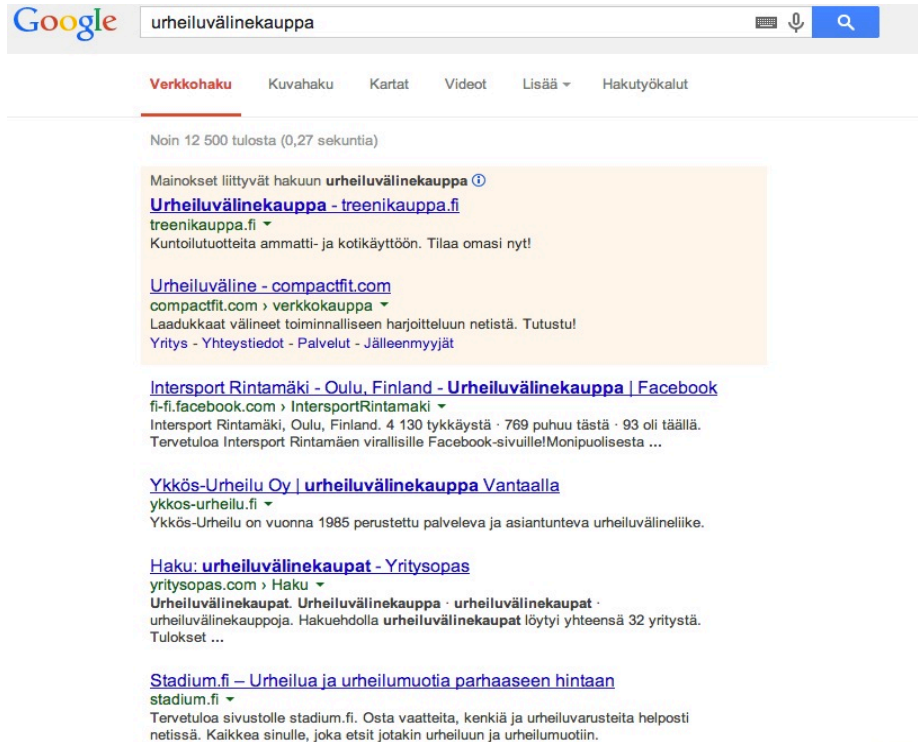 Google urheiluvälinekauppa
Verkkohaku Kuvahaku Kartat Videot Lisää Hakutyökalut
Noin 12 500 tulosta (0,27 sekuntia)
Mainokset liittyvät hakuun urheiluvälinekauppa
Urheiluvälinekauppa - treenikauppa.fi
treenikauppa.fi
Kuntoilutuotteita ammatti- ja kotikäyttöön. Tilaa omasi nyt!
Urheiluväline - compactfit.com
compactfit.com › verkkokauppa
Laadukkaat välineet toiminnalliseen harjoitteluun netistä. Tutustu!
Yritys - Yhteystiedot - Palvelut - Jälleenmyyjät
Intersport Rintamäki - Oulu, Finland - Urheiluvälinekauppa | Facebook
fi-fi.facebook.com › IntersportRintamaki
Intersport Rintamäki, Oulu, Finland. 4 130 tykkäystä · 769 puhuu tästä · 93 oli täällä.
Tervetuloa Intersport Rintamäen virallisille Facebook-sivuille!Monipuolisesta ...
Ykkös-Urheilu Oy | urheiluvälinekauppa Vantaalla
ykkos-urheilu.fi
Ykkös-Urheilu on vuonna 1985 perustettu palveleva ja asiantunteva urheiluvälineliike.
Haku: urheiluvälinekaupat - Yritysopas
yritysopas.com › Haku
Urheiluvälinekaupat. Urheiluvälinekauppa · urheiluvälinekaupat ·
urheiluvälinekauppoja. Hakuehdolla urheiluvälinekaupat löytyi yhteensä 32 yritystä.
Tulokset ...
Stadium.fi – Urheilua ja urheilumuotia parhaaseen hintaan
stadium.fi
Tervetuloa sivustolle stadium.fi. Osta vaatteita, kenkiä ja urheiluvarusteita helposti
netissä. Kaikkea sinulle, joka etsit jotakin urheiluun ja urheilumuotiin.